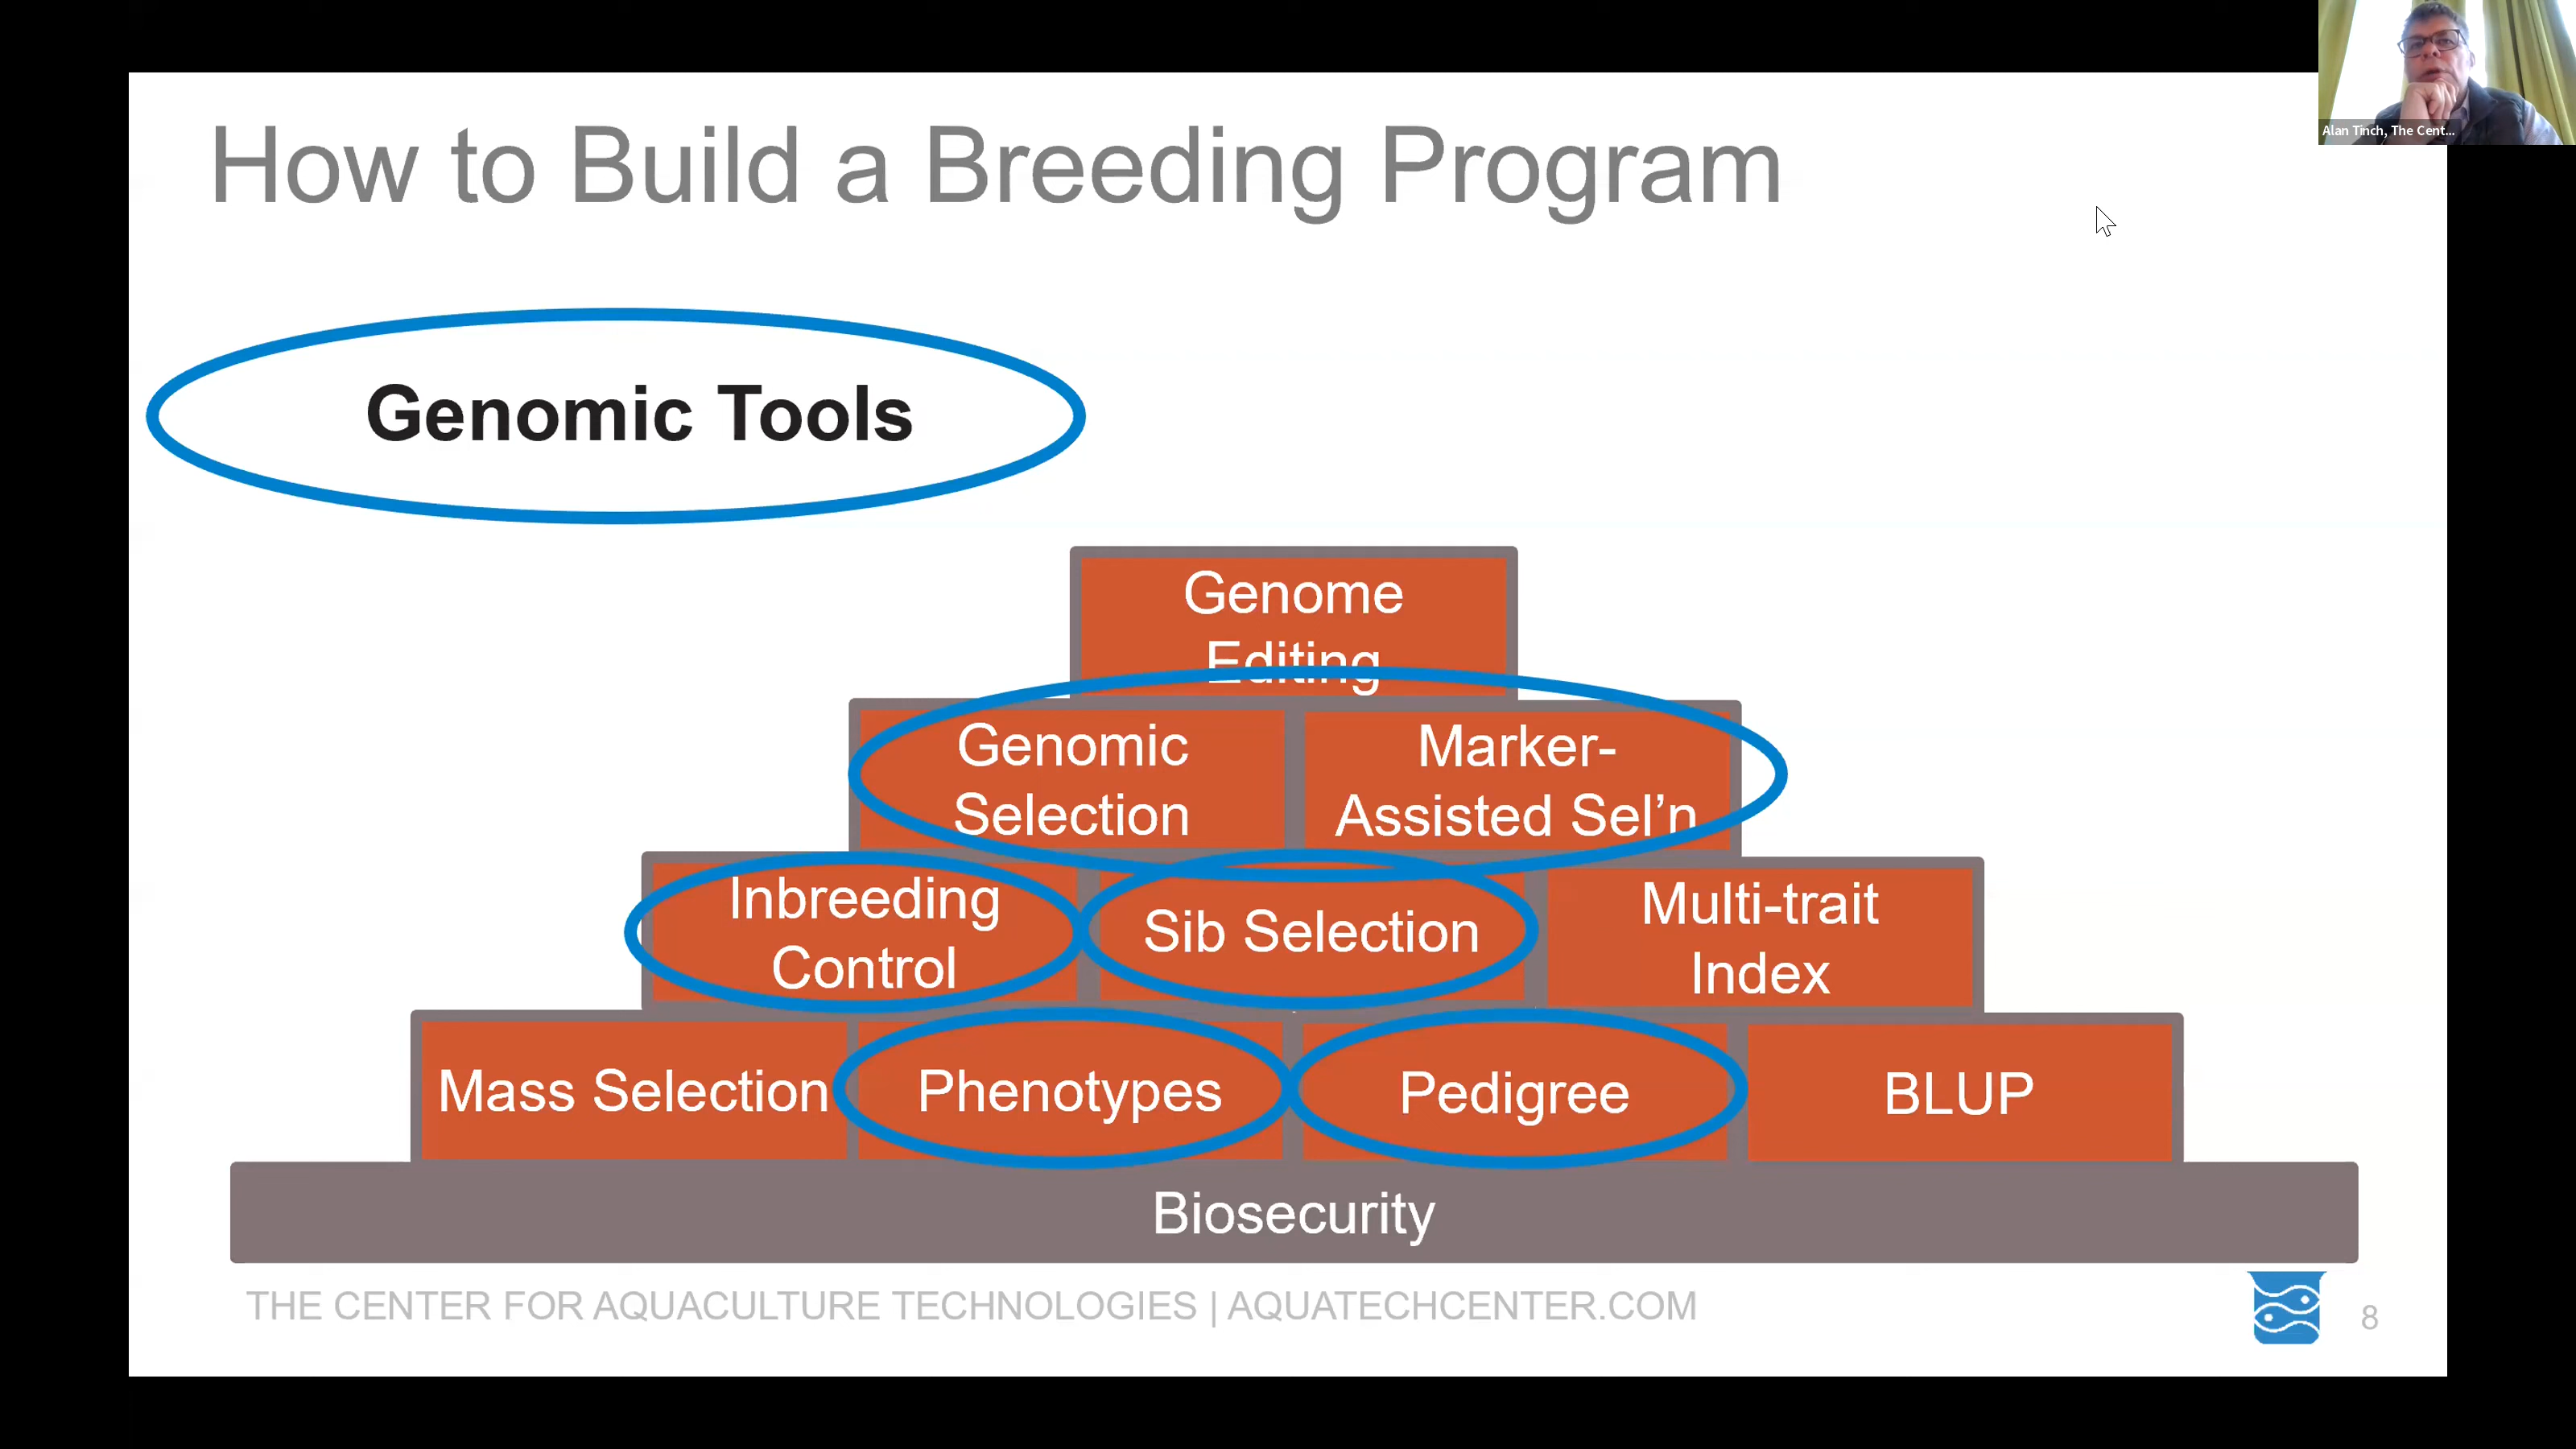 Alan Tinch, The Cent...
How to Build a Breeding Program
Genomic Tools
Genome
Editing
Genomic
Selection
Marker-
Assisted Sel’n
Inbreeding
Control
Sib Selection
Multi-trait
Index
Mass Selection
Phenotypes
Pedigree
BLUP
Biosecurity
THE CENTER FOR AQUACULTURE TECHNOLOGIES | AQUATECHCENTER.COM
8